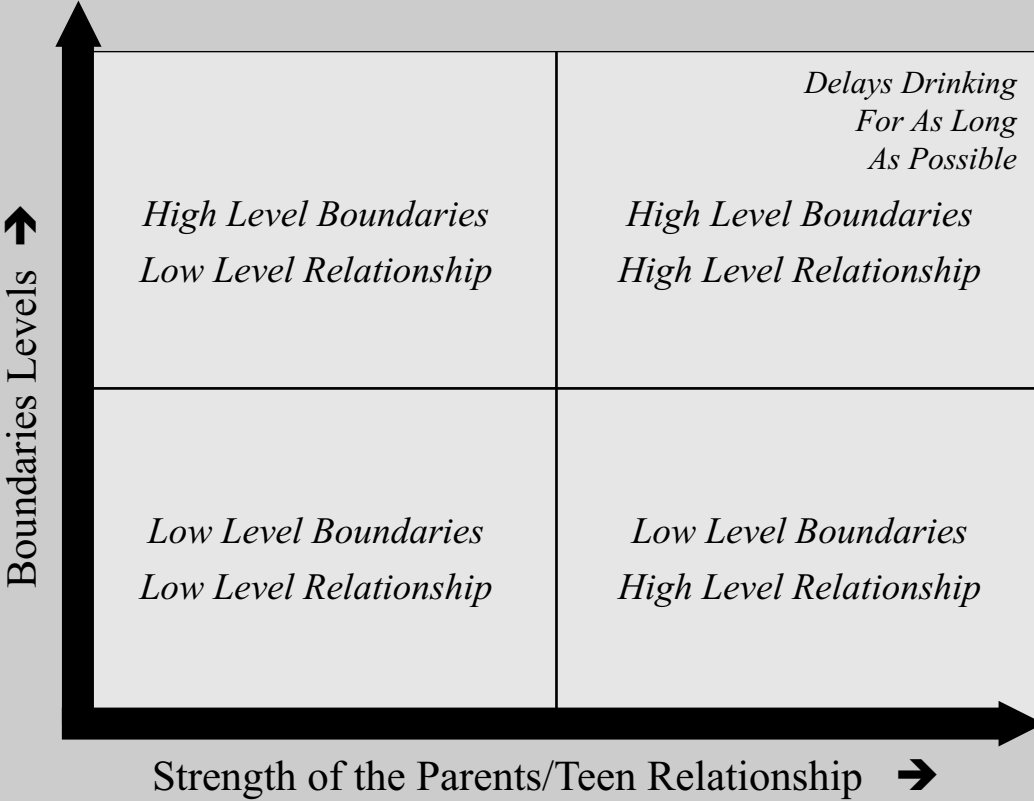 Delays Drinking
For As Long
As Possible
High Level Boundaries
Low Level Relationship
High Level Boundaries
High Level Relationship
Low Level Boundaries
Low Level Relationship
Low Level Boundaries
High Level Relationship
Boundaries Levels ➔
Strength of the Parents/Teen Relationship ➔